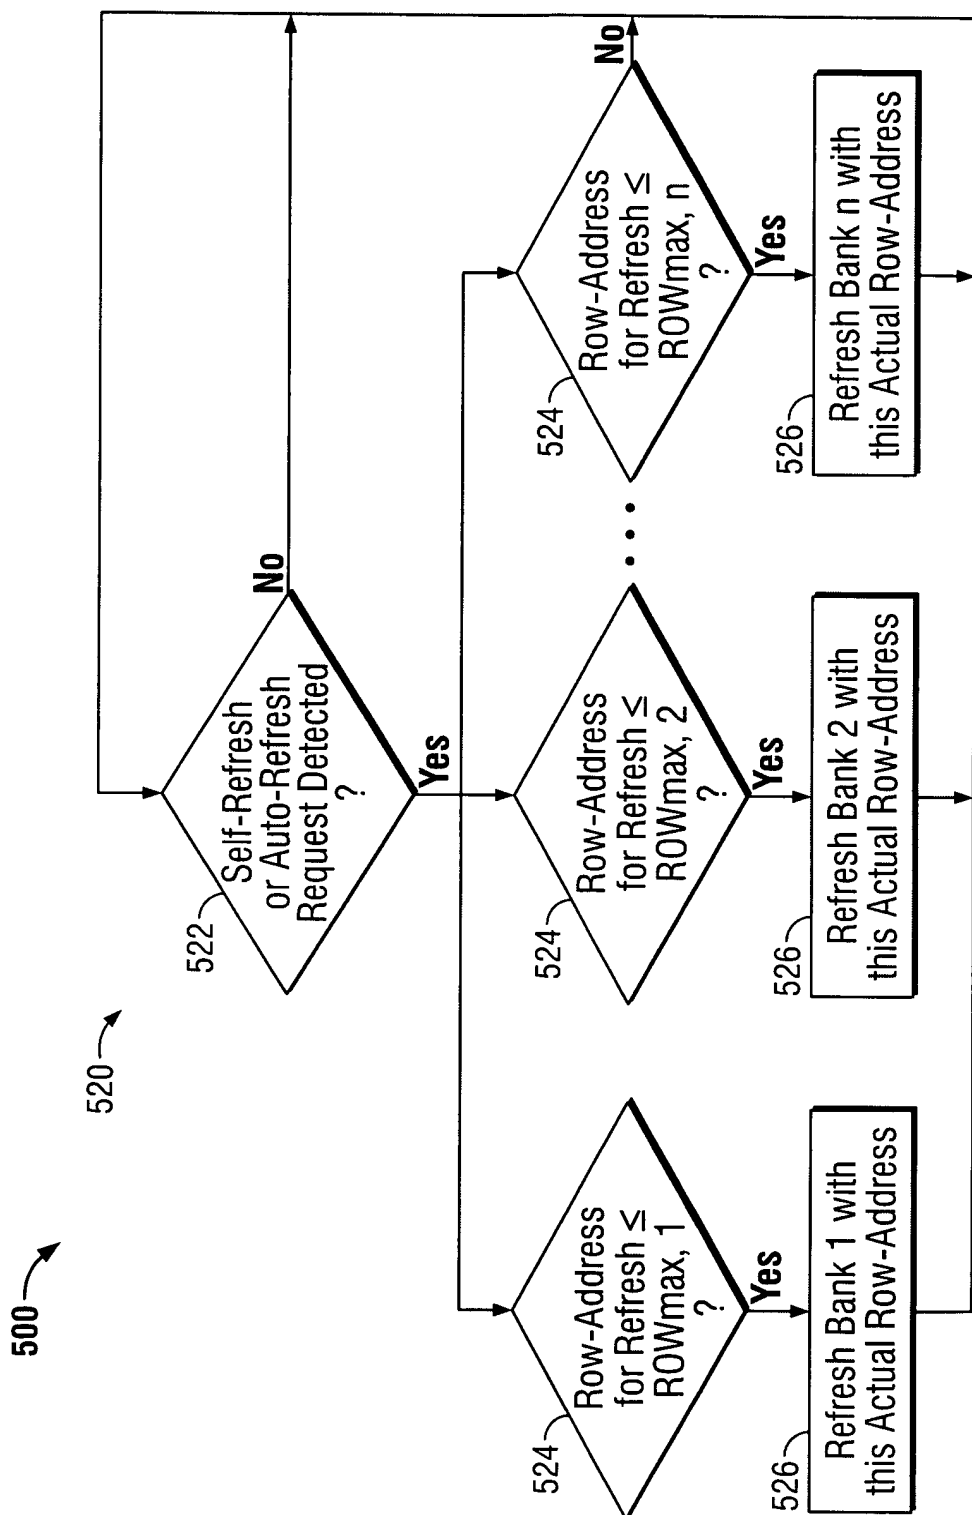 500
520
522
Self-Refresh
or Auto-Refresh
Request Detected
?
No
Yes
524
Row-Address
for Refresh ≤
ROWmax, 1
?
Yes
524
Row-Address
for Refresh ≤
ROWmax, 2
?
Yes
• • •
524
Row-Address
for Refresh ≤
ROWmax, n
?
No
Yes
526
Refresh Bank 1 with
this Actual Row-Address
526
Refresh Bank 2 with
this Actual Row-Address
526
Refresh Bank n with
this Actual Row-Address